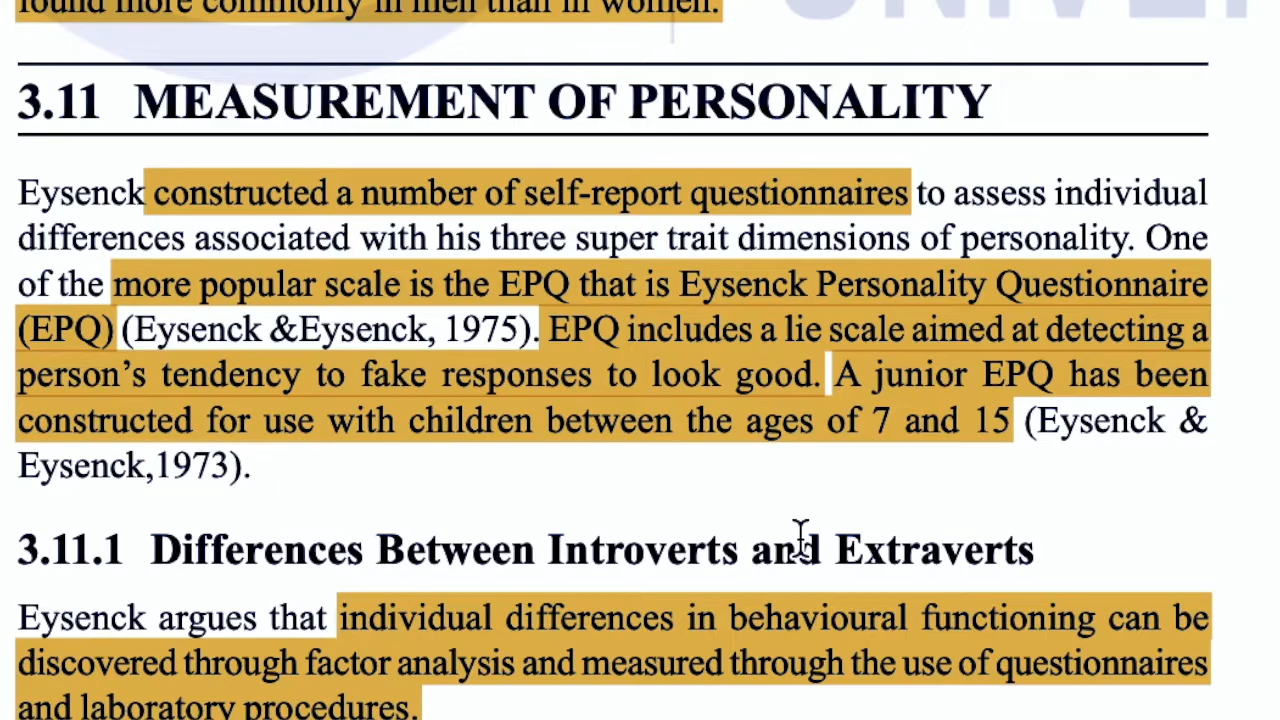 found more commonly in men than in women.
UNIVE
3.11 MEASUREMENT OF PERSONALITY
Eysenck constructed a number of self-report questionnaires to assess individual
differences associated with his three super trait dimensions of personality. One
of the more popular scale is the EPQ that is Eysenck Personality Questionnaire
(EPQ) (Eysenck &Eysenck, 1975). EPQ includes a lie scale aimed at detecting a
person’s tendency to fake responses to look good. A junior EPQ has been
constructed for use with children between the ages of 7 and 15 (Eysenck &
Eysenck,1973).
3.11.1 Differences Between Introverts and Extraverts
Eysenck argues that individual differences in behavioural functioning can be
discovered through factor analysis and measured through the use of questionnaires
and laboratory procedures.